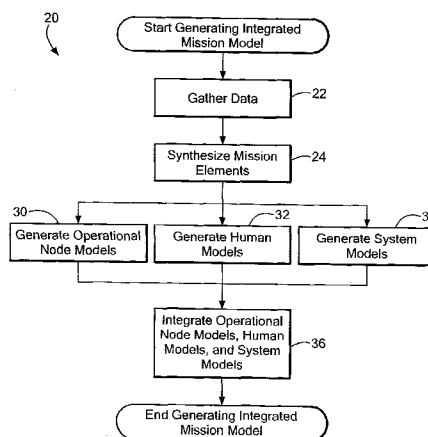 20
Start Generating Integrated
Mission Model
Gather Data
22
Synthesize Mission
Elements
24
30
32
3
Generate Operational
Node Models
Generate Human
Models
Generate System
Models
Integrate Operational
Node Models, Human
Models, and System
Models
36
End Generating Integrated
Mission Model